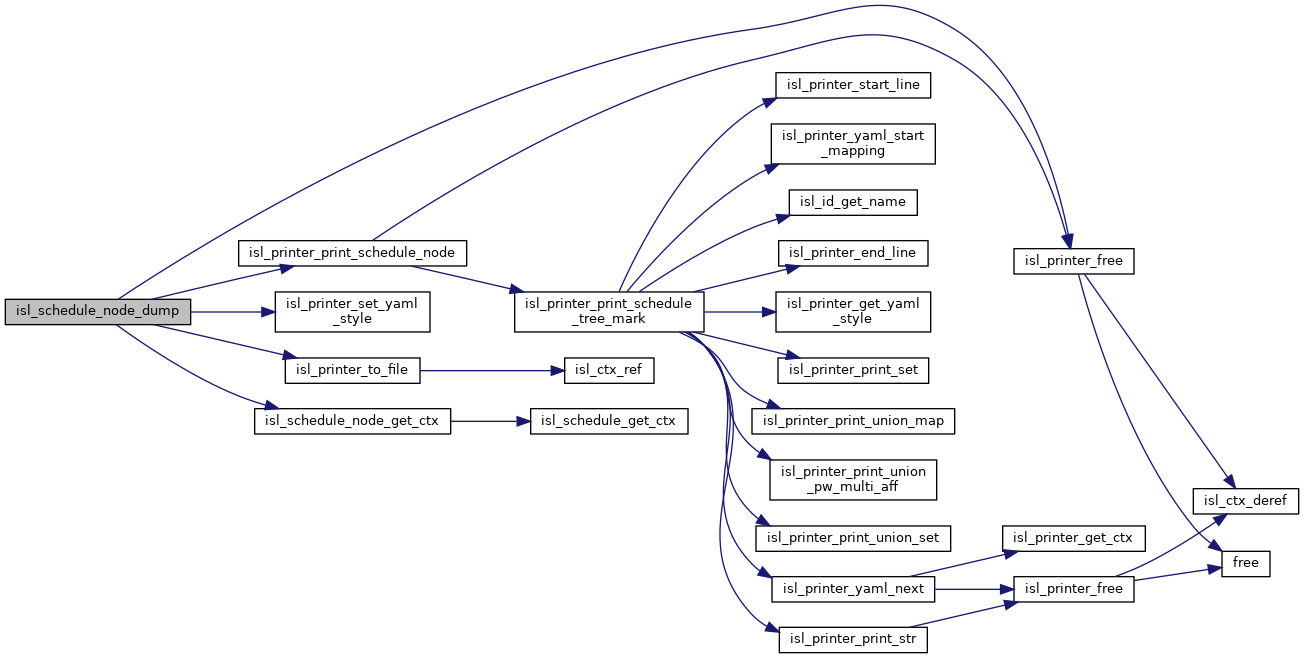 isl_schedule_node_dump
isl_printer_print_schedule_node
isl_printer_set_yaml
_style
isl_printer_to_file
isl_schedule_node_get_ctx
isl_printer_print_schedule
_tree_mark
isl_ctx_ref
isl_schedule_get_ctx
isl_printer_start_line
isl_printer_yaml_start
_mapping
isl_id_get_name
isl_printer_end_line
isl_printer_get_yaml
_style
isl_printer_print_set
isl_printer_print_union_map
isl_printer_print_union
_pw_multi_aff
isl_printer_print_union_set
isl_printer_yaml_next
isl_printer_print_str
isl_printer_free
isl_printer_get_ctx
isl_printer_free
isl_ctx_deref
free